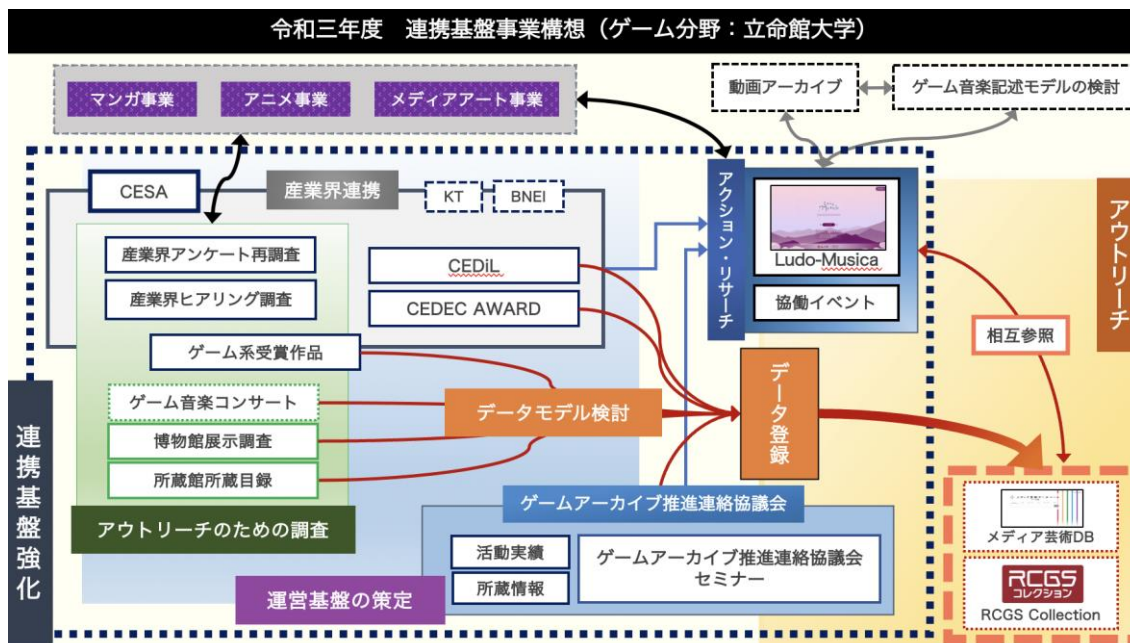 令和三年度 連携基盤事業構想（ゲーム分野：立命館大学）
マンガ事業
アニメ事業
メディアアート事業
動画アーカイブ
ゲーム音楽記述モデルの検討
CESA
産業界連携
KT
BNEI
アクション・リサーチ
Ludo-Musica
協働イベント
アウトリーチ
産業界アンケート再調査
産業界ヒアリング調査
CEDiL
CEDEC AWARD
相互参照
ゲーム系受賞作品
ゲーム音楽コンサート
博物館展示調査
所蔵館所蔵目録
データモデル検討
データ登録
連携基盤強化
アウトリーチのための調査
ゲームアーカイブ推進連絡協議会
活動実績
所蔵情報
ゲームアーカイブ推進連絡協議会
セミナー
運営基盤の策定
メディア芸術DB
RCGS
コレクション
RCGS Collection